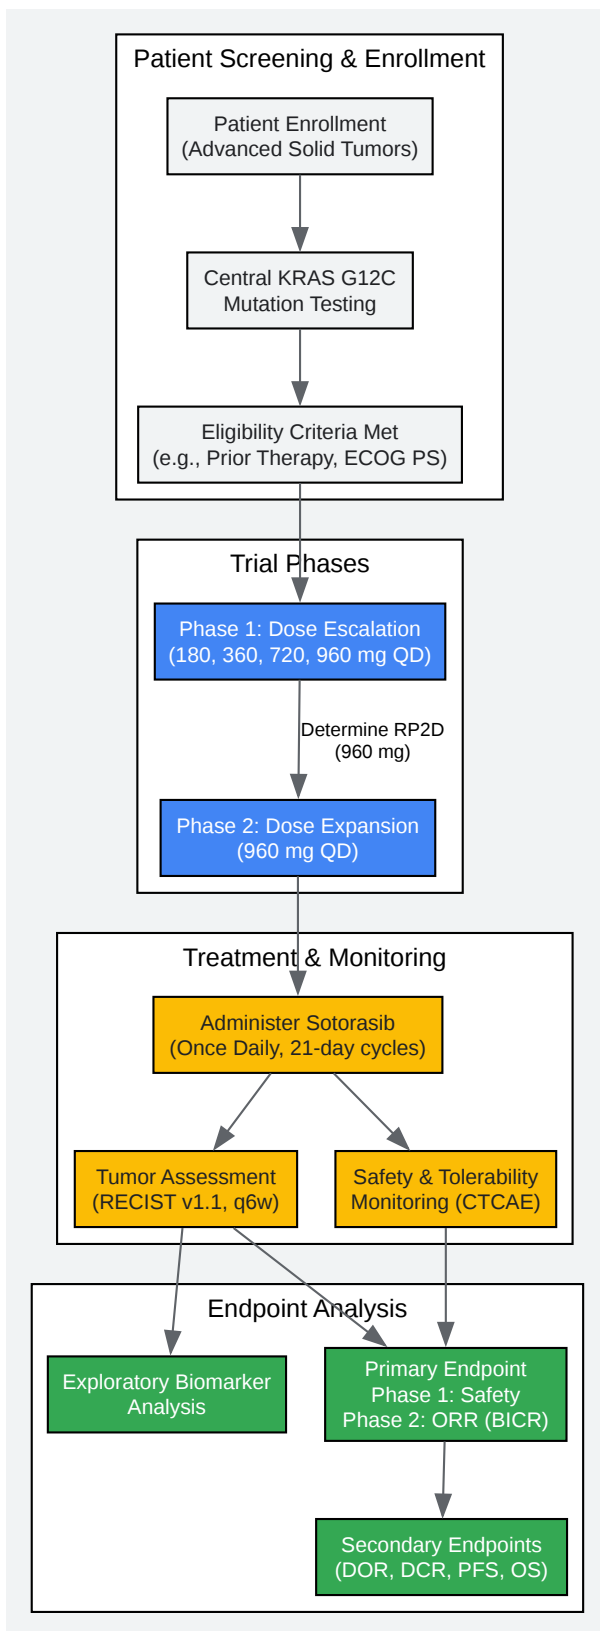 Patient Screening & Enrollment
Patient Enrollment
(Advanced Solid Tumors)
Central KRAS G12C
Mutation Testing
Eligibility Criteria Met
(e.g., Prior Therapy, ECOG PS)
Trial Phases
Phase 1: Dose Escalation
(180, 360, 720, 960 mg QD)
Determine RP2D
(960 mg)
Phase 2: Dose Expansion
(960 mg QD)
Treatment & Monitoring
Administer Sotorasib
(Once Daily, 21-day cycles)
Tumor Assessment
(RECIST v1.1, q6w)
Safety & Tolerability
Monitoring (CTCAE)
Endpoint Analysis
Exploratory Biomarker
Analysis
Primary Endpoint
Phase 1: Safety
Phase 2: ORR (BICR)
Secondary Endpoints
(DOR, DCR, PFS, OS)